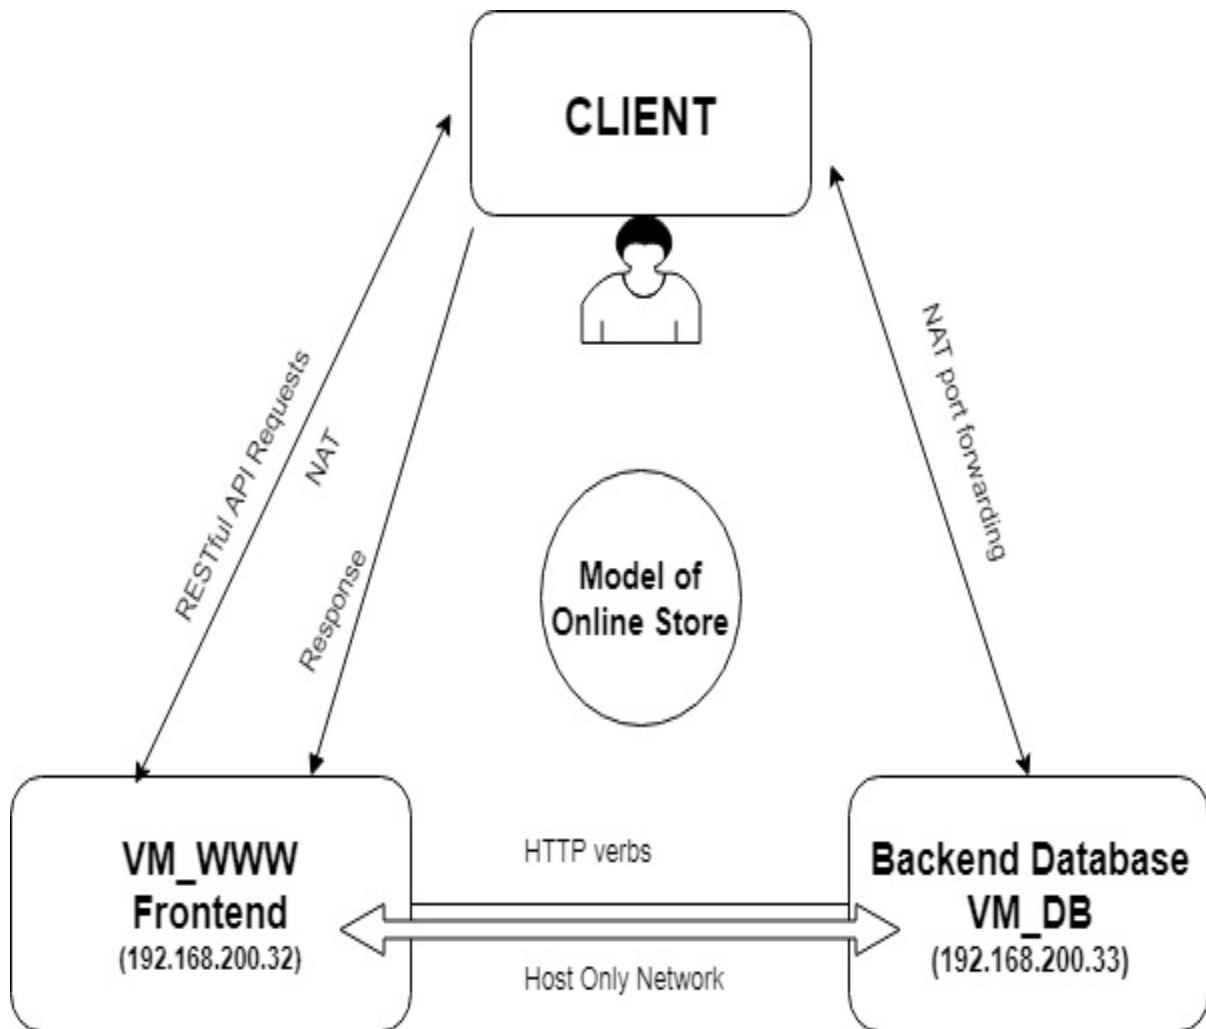 CLIENT
RESTful API Requests
NAT
Response
NAT port forwarding
Model of
Online Store
VM_WWW
Frontend
(192.168.200.32)
HTTP verbs
Host Only Network
Backend Database
VM_DB
(192.168.200.33)